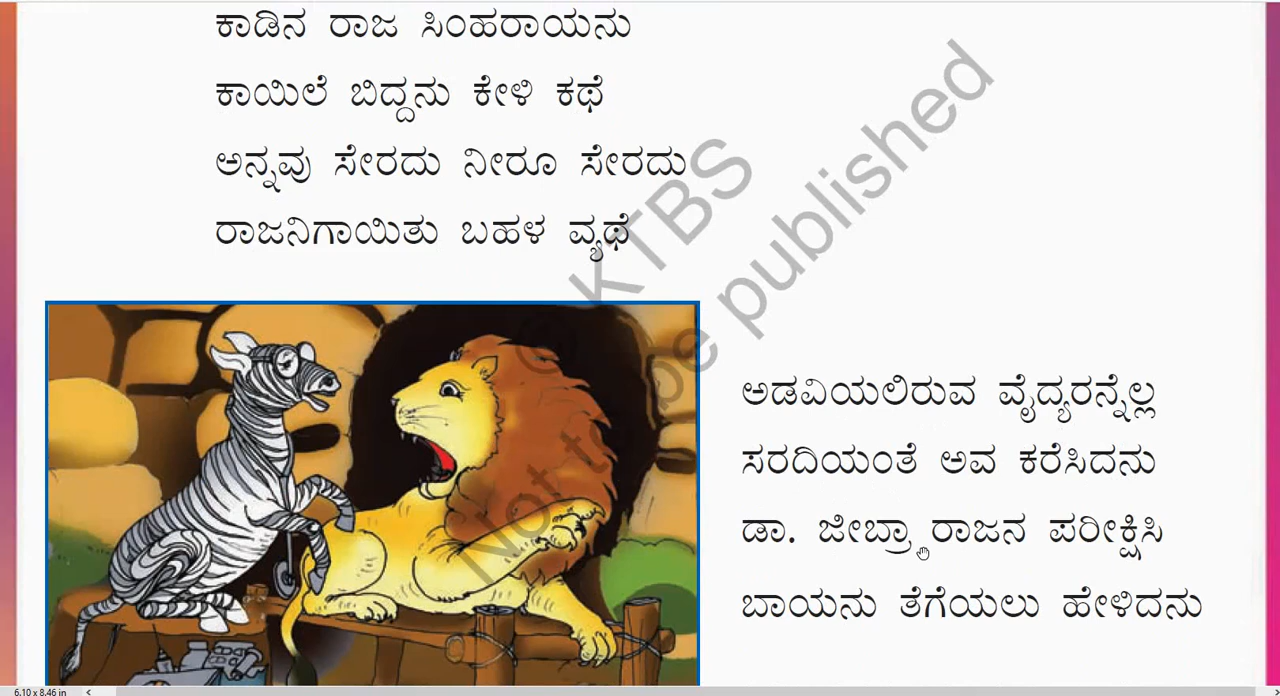 ಕಾಡಿನ ರಾಜ ಸಿಂಹರಾಯನು
ಕಾಯಿಲೆ ಬಿದ್ದನು ಕೇಳಿ ಕಥೆ
ಅನ್ನವು ಸೇರದು ನೀರೂ ಸೇರದು
ರಾಜನಿಗಾಯಿತು ಬಹಳ ವ್ಯಥೆ
© KTBS
Not to be published
ಅಡವಿಯಲಿರುವ ವೈದ್ಯರನ್ನೆಲ್ಲ
ಸರದಿಯಂತೆ ಅವ ಕರೆಸಿದನು
ಡಾ. ಜೀಬ್ರಾ ರಾಜನ ಪರೀಕ್ಷಿಸಿ
ಬಾಯನು ತೆಗೆಯಲು ಹೇಳಿದನು
6.10 x 8.46 in